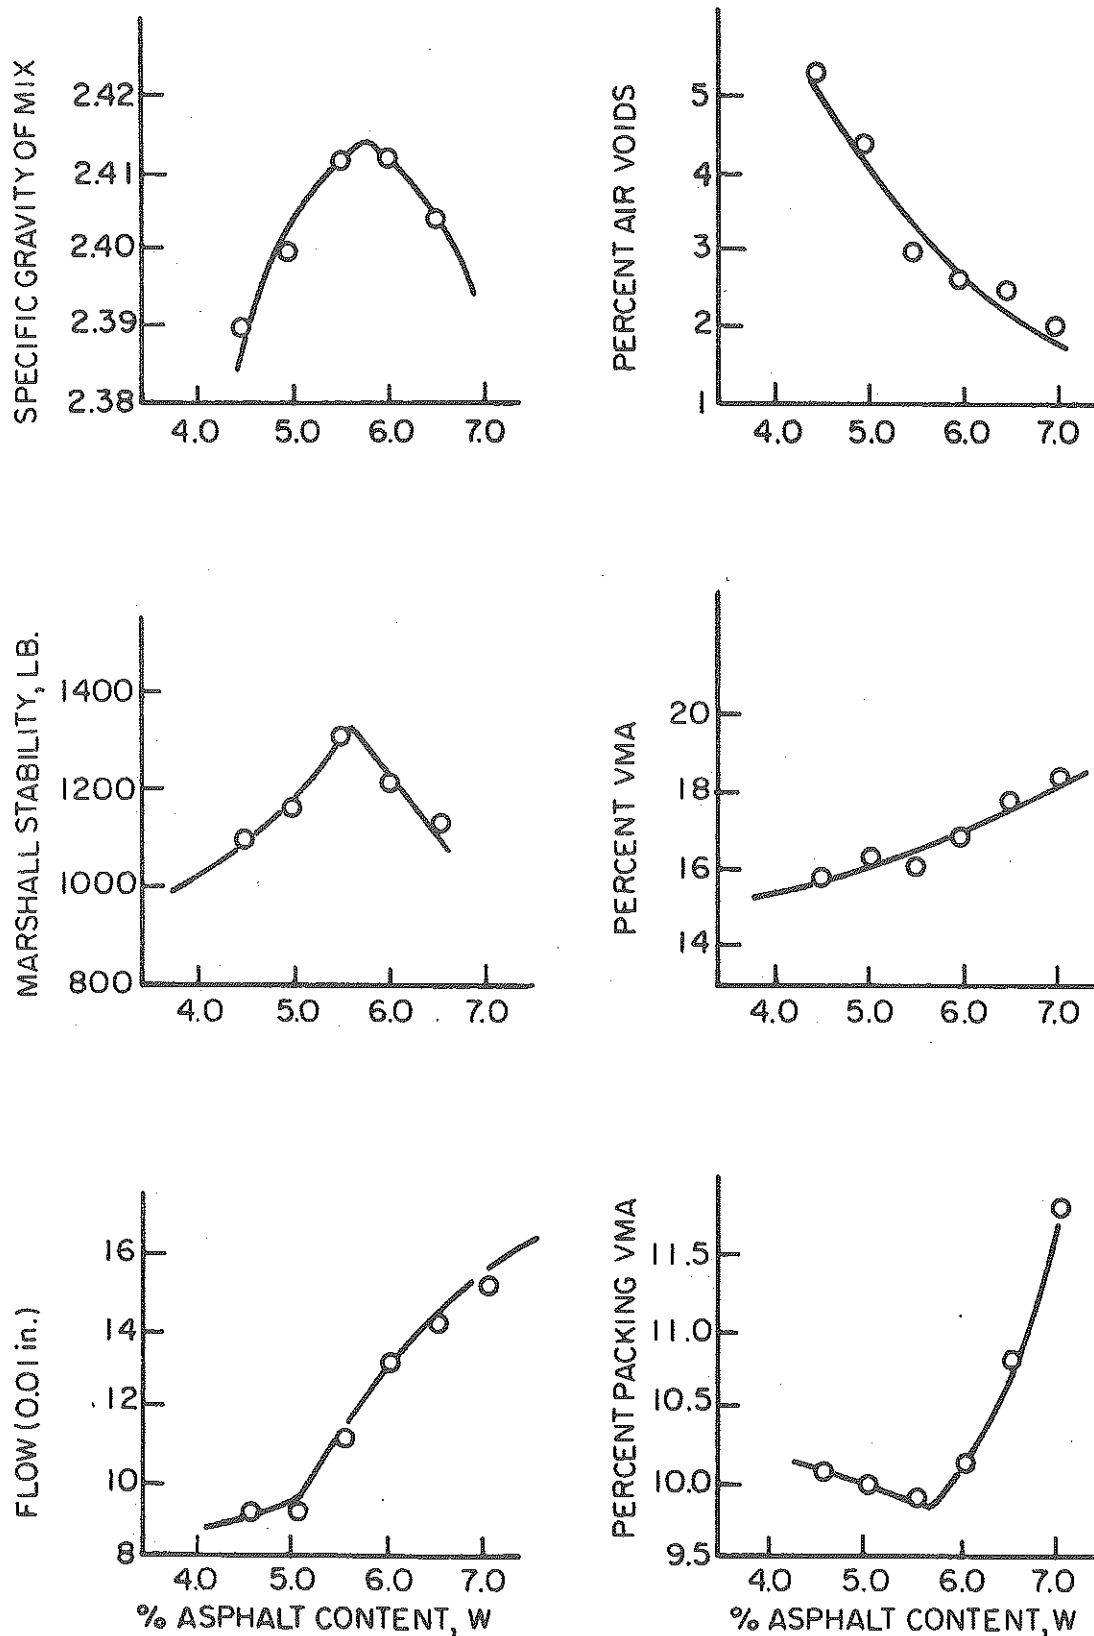 SPECIFIC GRAVITY OF MIX
2.42
2.41
2.40
2.39
2.38
4.0 5.0 6.0 7.0
PERCENT AIR VOIDS
5
4
3
2
1
4.0 5.0 6.0 7.0
MARSHALL STABILITY, LB.
1400
1200
1000
800
4.0 5.0 6.0 7.0
PERCENT VMA
20
18
16
14
4.0 5.0 6.0 7.0
FLOW (0.01 in.)
16
14
12
10
8
4.0 5.0 6.0 7.0
% ASPHALT CONTENT, W
PERCENT PACKING VMA
11.5
11.0
10.5
10.0
9.5
4.0 5.0 6.0 7.0
% ASPHALT CONTENT, W